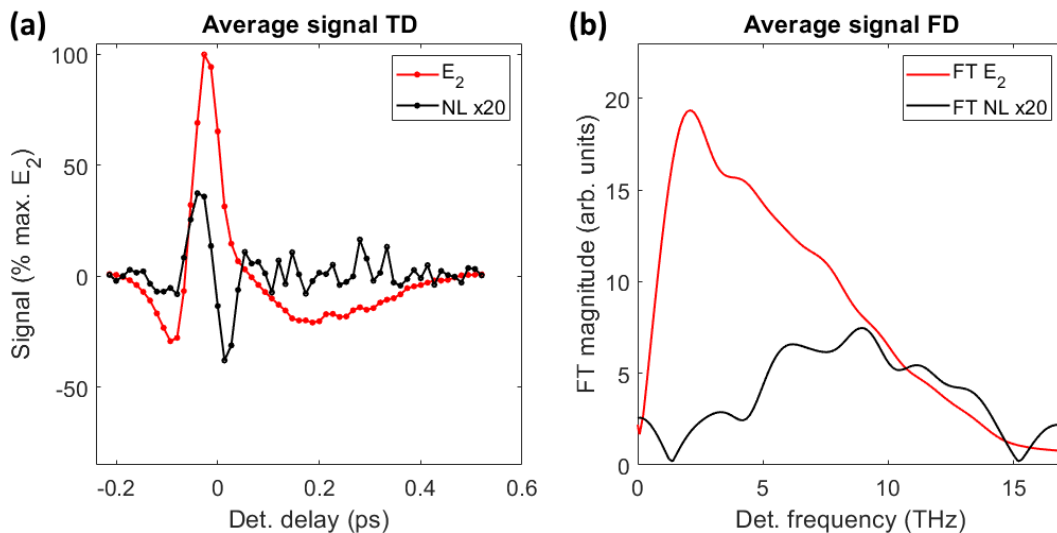 (a)
Average signal TD
Signal (% max. E₂)
100
50
0
-50
-0.2
0
0.2
0.4
0.6
Det. delay (ps)
E₂
NL x20
(b)
Average signal FD
FT magnitude (arb. units)
20
15
10
5
0
0
5
10
15
Det. frequency (THz)
FT E₂
FT NL x20